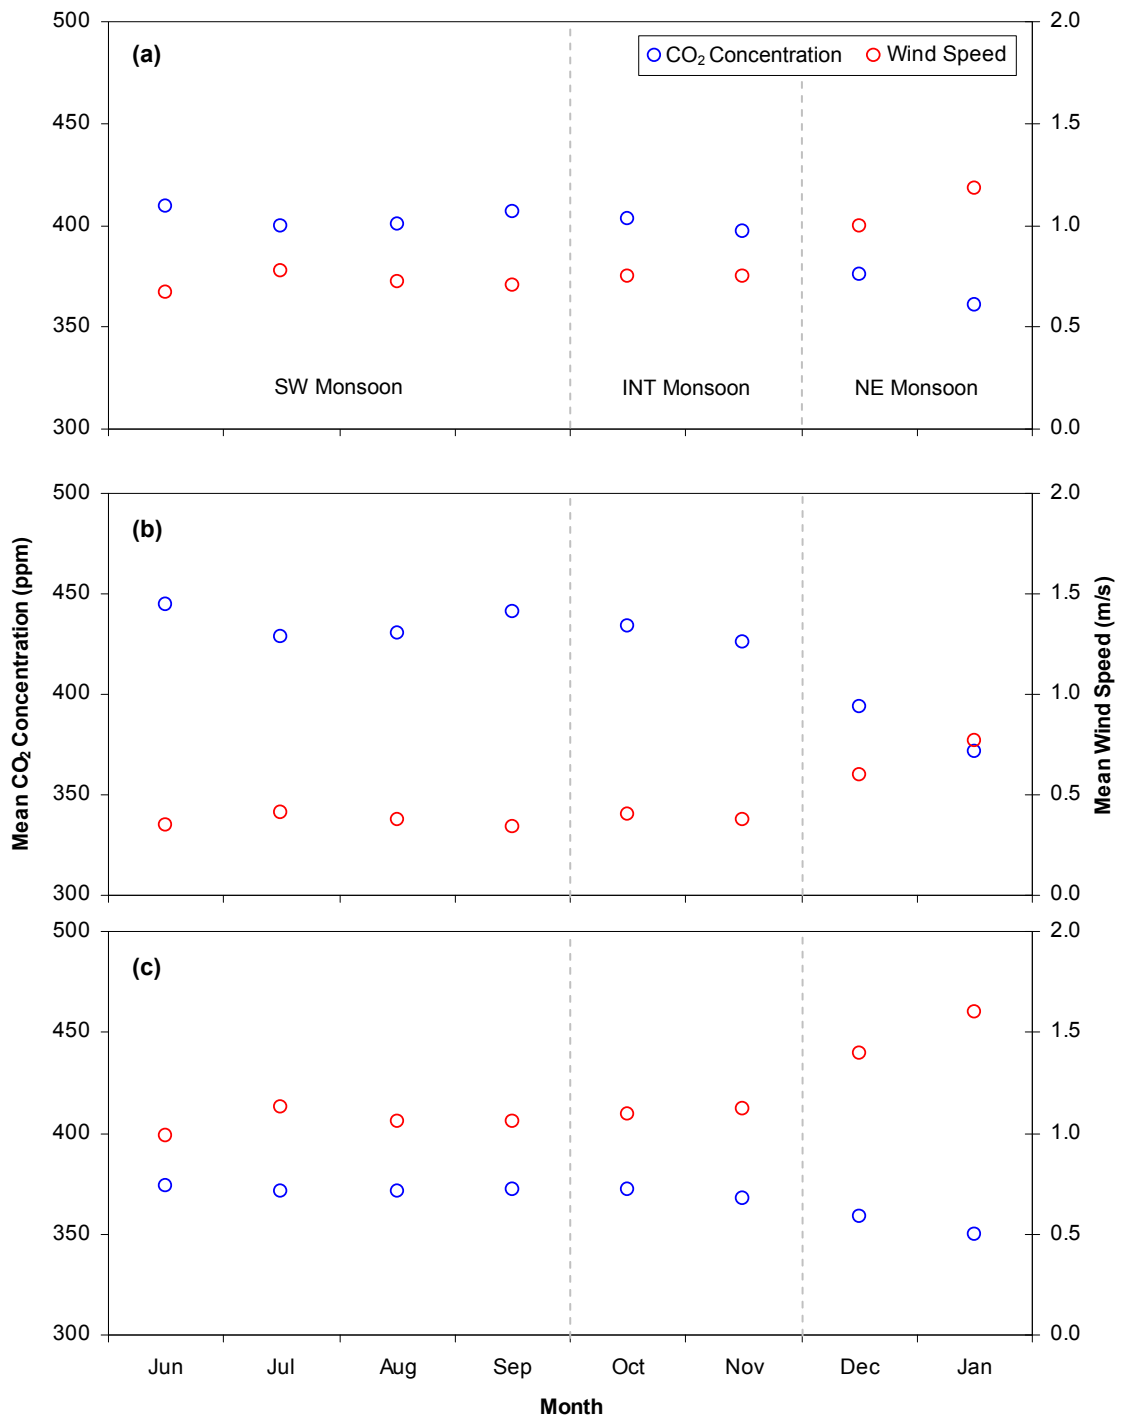 500
2.0
(a)
CO₂ Concentration
Wind Speed
450
1.5
400
1.0
350
0.5
SW Monsoon
INT Monsoon
NE Monsoon
300
0.0
500
2.0
(b)
450
1.5
400
1.0
350
0.5
300
0.0
Mean CO₂ Concentration (ppm)
Mean Wind Speed (m/s)
500
2.0
(c)
450
1.5
400
1.0
350
0.5
300
0.0
Jun Jul Aug Sep Oct Nov Dec Jan
Month